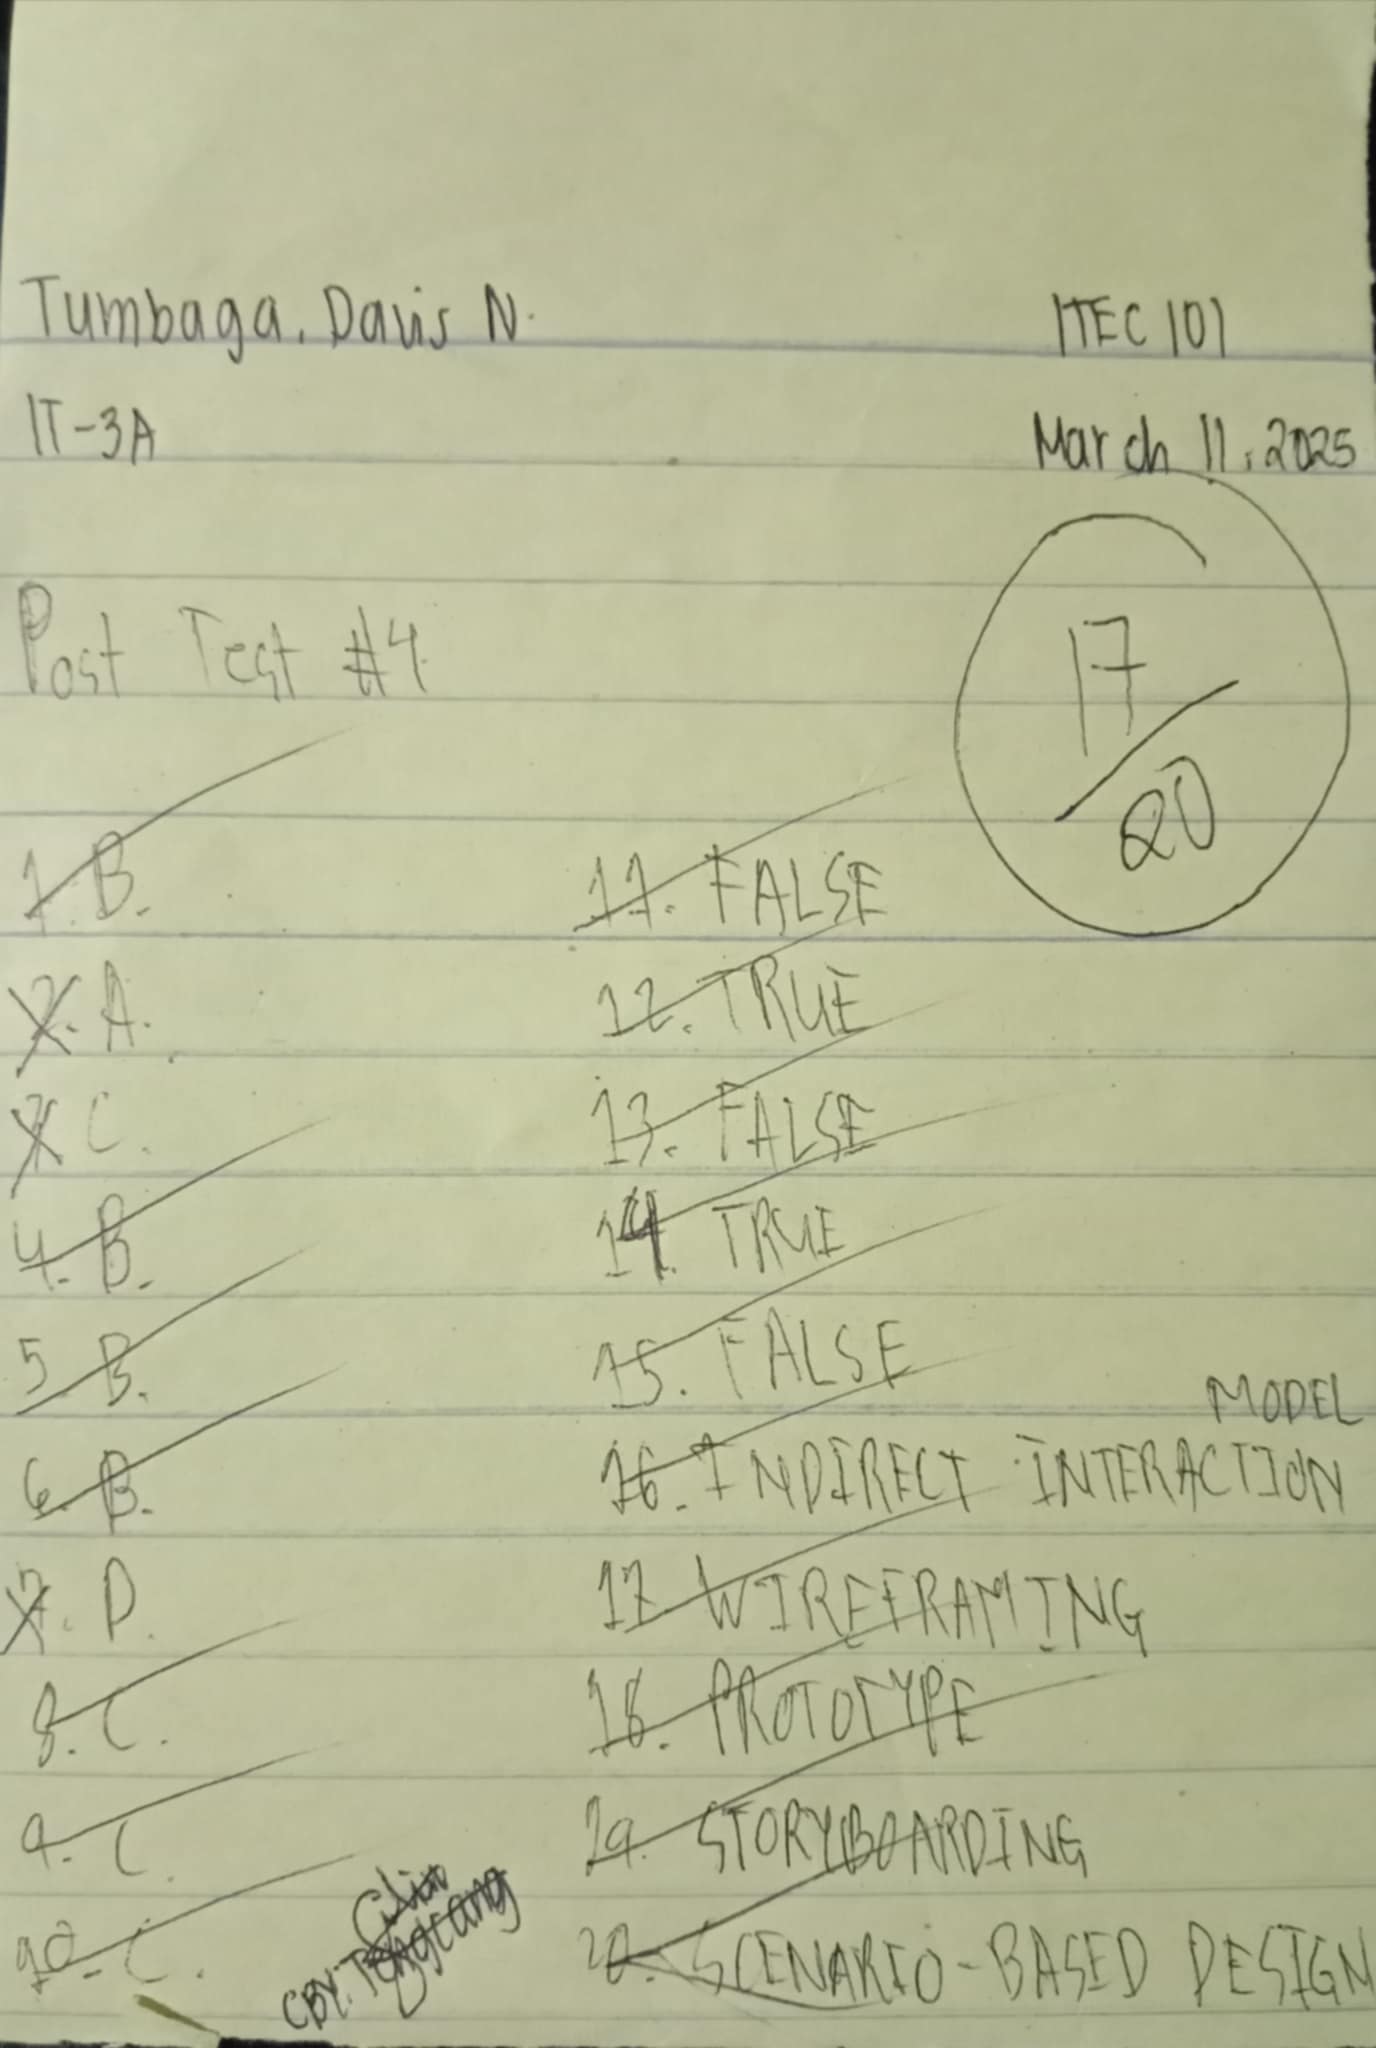 Tumbaga, Davis N.
ITEC 101
IT-3A
March 11, 2025
Post Test #4
17
20
1. B.
2. A.
3. C.
4. B.
5. B.
6. B.
7. D.
8. C.
9. C.
10. C.
CBY:
11. FALSE
12. TRUE
13. FALSE
14. TRUE
15. FALSE
MODEL
16. INDIRECT INTERACTION
17. WIREFRAMING
18. PROTOTYPE
19. STORYBOARDING
20. SCENARIO-BASED DESIGN